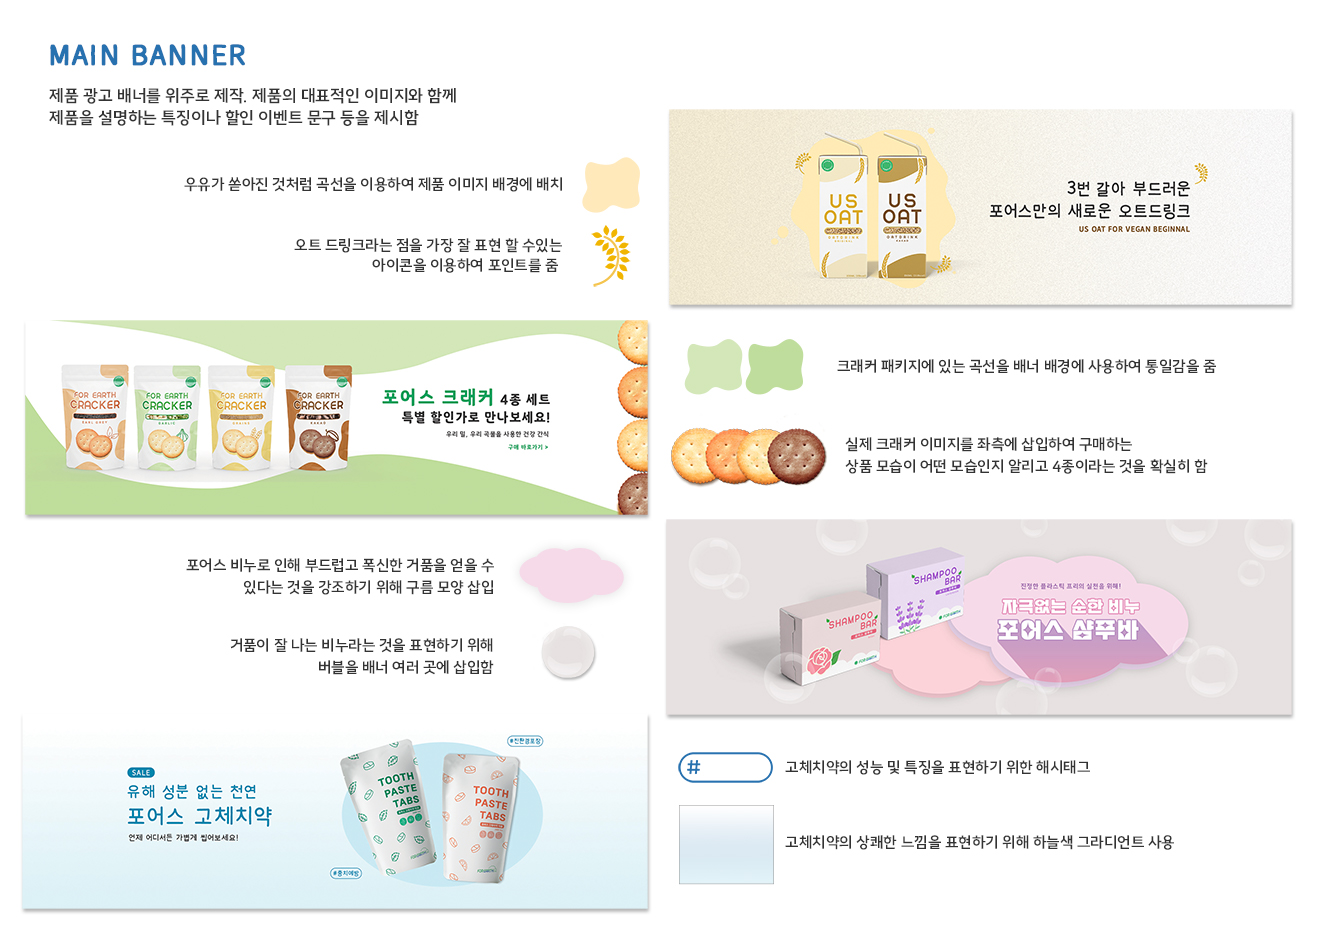 MAIN BANNER
제품 광고 배너를 위주로 제작. 제품의 대표적인 이미지와 함께
제품을 설명하는 특징이나 할인 이벤트 문구 등을 제시함
우유가 쏟아진 것처럼 곡선을 이용하여 제품 이미지 배경에 배치
오트 드링크라는 점을 가장 잘 표현 할 수있는
아이콘을 이용하여 포인트를 줌
US
OAT
OATDRINK
ORIGINAL
US
OAT
OATDRINK
KAKAO
3번 갈아 부드러운
포어스만의 새로운 오트드링크
US OAT FOR VEGAN BEGINNAL
FOR EARTH
CRACKER
EARL GREY
FOR EARTH
CRACKER
GARLIC
FOR EARTH
CRACKER
GRAINS
FOR EARTH
CRACKER
KAKAO
포어스 크래커 4종 세트
특별 할인가로 만나보세요!
우리 밀, 우리 곡물을 사용한 건강 간식
구매 바로가기 >
크래커 패키지에 있는 곡선을 배너 배경에 사용하여 통일감을 줌
실제 크래커 이미지를 좌측에 삽입하여 구매하는
상품 모습이 어떤 모습인지 알리고 4종이라는 것을 확실히 함
포어스 비누로 인해 부드럽고 폭신한 거품을 얻을 수
있다는 것을 강조하기 위해 구름 모양 삽입
거품이 잘 나는 비누라는 것을 표현하기 위해
버블을 배너 여러 곳에 삽입함
SHAMPOO
BAR
FOREARTH
SHAMPOO
BAR
FOREARTH
진정한 플라스틱 프리의 실현을 위해!
자극없는 순한 비누
포어스 샴푸바
SALE
유해 성분 없는 천연
포어스 고체치약
언제 어디서든 가볍게 씹어보세요!
#친환경포장
TOOTH
PASTE
TABS
FOREARTH
TOOTH
PASTE
TABS
FOREARTH
#충치예방
#
고체치약의 성능 및 특징을 표현하기 위한 해시태그
고체치약의 상쾌한 느낌을 표현하기 위해 하늘색 그라디언트 사용